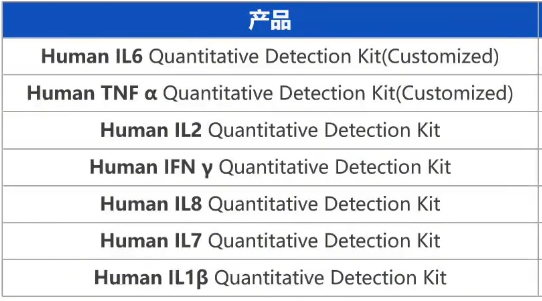 产品
Human IL6 Quantitative Detection Kit(Customized)
Human TNF α Quantitative Detection Kit(Customized)
Human IL2 Quantitative Detection Kit
Human IFN γ Quantitative Detection Kit
Human IL8 Quantitative Detection Kit
Human IL7 Quantitative Detection Kit
Human IL1β Quantitative Detection Kit